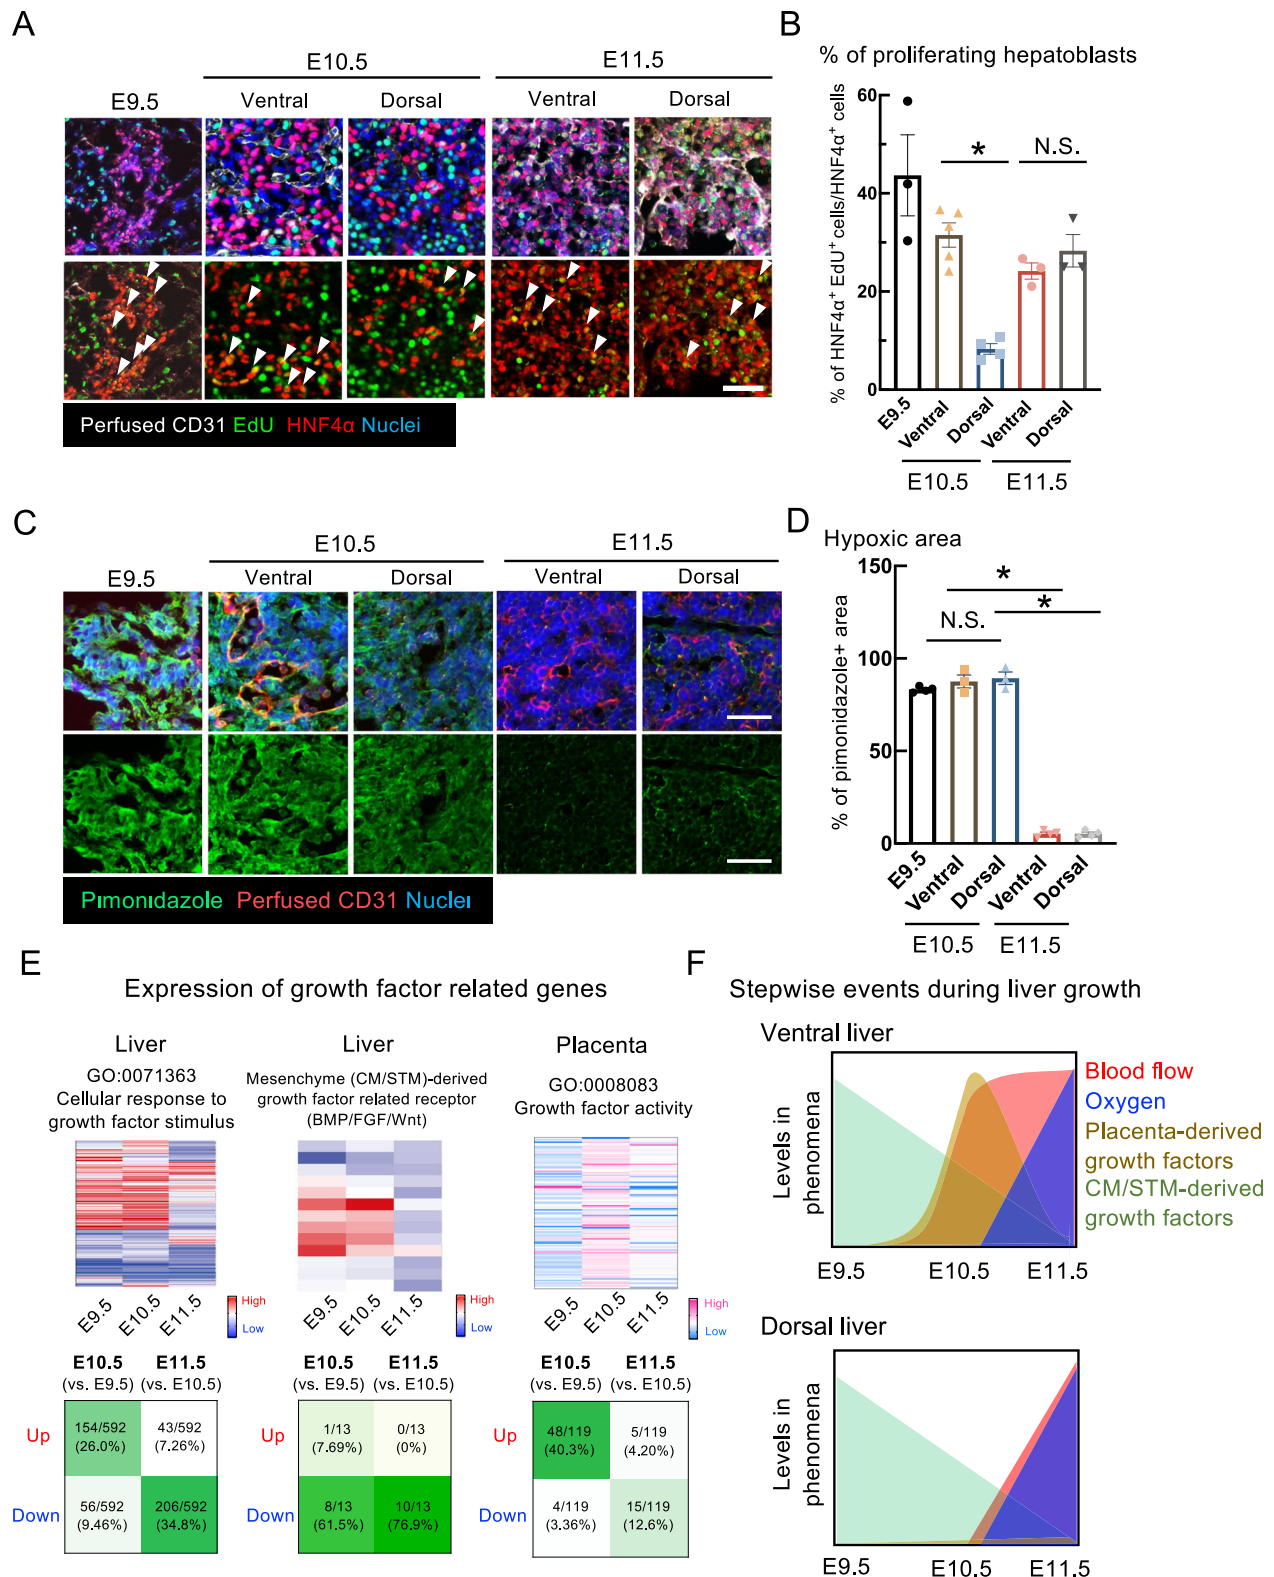 A
E9.5
E10.5
E11.5
Ventral
Dorsal
Ventral
Dorsal
Perfused CD31 EdU HNF4α Nuclei
B
% of proliferating hepatoblasts
% of HNF4α⁺ EdU⁺ cells/HNF4α⁺ cells
60
40
20
0
*
N.S.
E9.5
Ventral
Dorsal
Ventral
Dorsal
E10.5
E11.5
C
E9.5
E10.5
E11.5
Ventral
Dorsal
Ventral
Dorsal
Pimonidazole Perfused CD31 Nuclei
D
Hypoxic area
% of pimonidazole+ area
150
100
50
0
*
*
N.S.
E9.5
Ventral
Dorsal
Ventral
Dorsal
E10.5
E11.5
E
Expression of growth factor related genes
Liver
GO:0071363
Cellular response to
growth factor stimulus
E9.5
E10.5
E11.5
High
Low
E10.5
(vs. E9.5)
E11.5
(vs. E10.5)
Up
154/592
(26.0%)
43/592
(7.26%)
Down
56/592
(9.46%)
206/592
(34.8%)
Liver
Mesenchyme (CM/STM)-derived
growth factor related receptor
(BMP/FGF/Wnt)
E9.5
E10.5
E11.5
High
Low
E10.5
(vs. E9.5)
E11.5
(vs. E10.5)
Up
1/13
(7.69%)
0/13
(0%)
Down
8/13
(61.5%)
10/13
(76.9%)
Placenta
GO:0008083
Growth factor activity
E9.5
E10.5
E11.5
High
Low
E10.5
(vs. E9.5)
E11.5
(vs. E10.5)
Up
48/119
(40.3%)
5/119
(4.20%)
Down
4/119
(3.36%)
15/119
(12.6%)
F
Stepwise events during liver growth
Ventral liver
Levels in
phenomena
E9.5
E10.5
E11.5
Blood flow
Oxygen
Placenta-derived
growth factors
CM/STM-derived
growth factors
Dorsal liver
Levels in
phenomena
E9.5
E10.5
E11.5